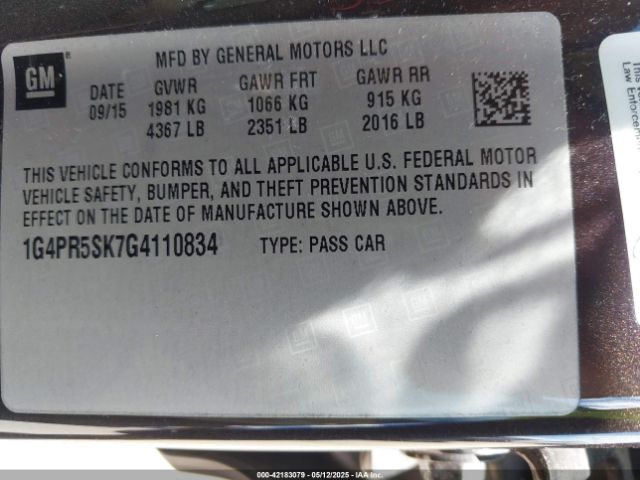 GM
®
MFD BY GENERAL MOTORS LLC
DATE GVWR GAWR FRT GAWR RR
09/15 1981 KG 1066 KG 915 KG
4367 LB 2351 LB 2016 LB
THIS VEHICLE CONFORMS TO ALL APPLICABLE U.S. FEDERAL MOTOR
VEHICLE SAFETY, BUMPER, AND THEFT PREVENTION STANDARDS IN
EFFECT ON THE DATE OF MANUFACTURE SHOWN ABOVE.
1G4PR5SK7G4110834 TYPE: PASS CAR
This
Law Enforcement
000-42183079 - 05/12/2025 - IAA Inc.